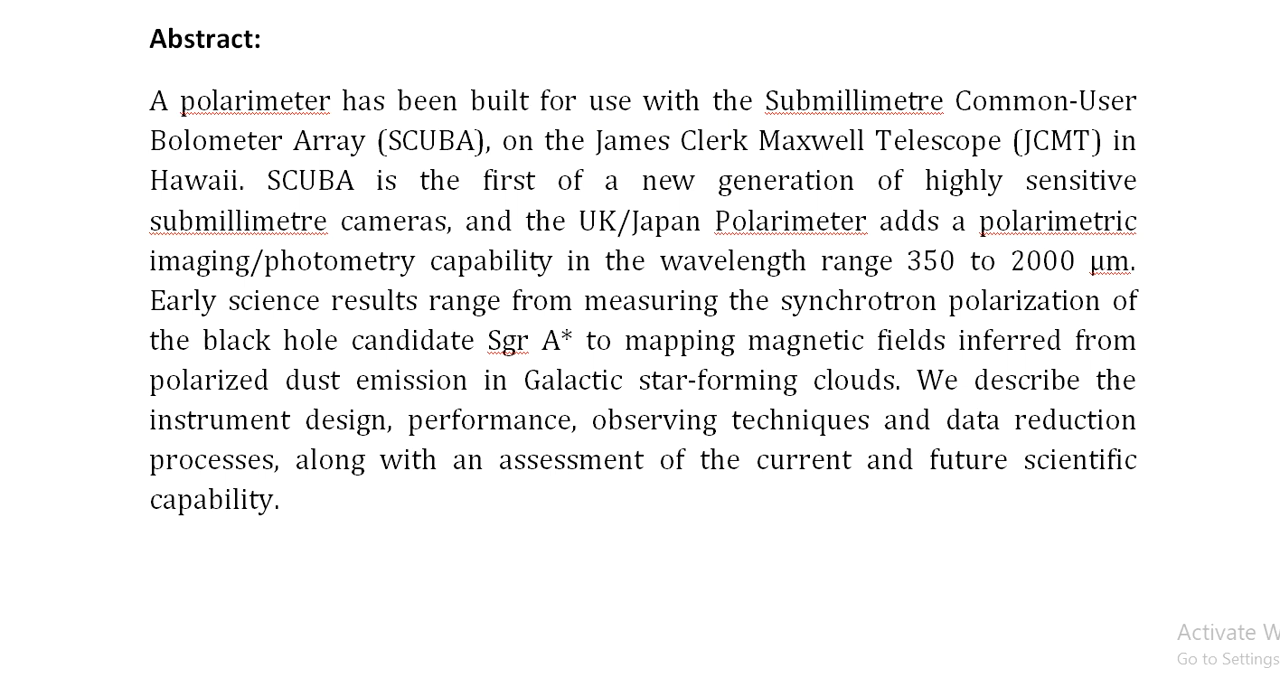 Abstract:
A polarimeter has been built for use with the Submillimetre Common-User
Bolometer Array (SCUBA), on the James Clerk Maxwell Telescope (JCMT) in
Hawaii. SCUBA is the first of a new generation of highly sensitive
submillimetre cameras, and the UK/Japan Polarimeter adds a polarimetric
imaging/photometry capability in the wavelength range 350 to 2000 μm.
Early science results range from measuring the synchrotron polarization of
the black hole candidate Sgr A* to mapping magnetic fields inferred from
polarized dust emission in Galactic star-forming clouds. We describe the
instrument design, performance, observing techniques and data reduction
processes, along with an assessment of the current and future scientific
capability.
Activate W
Go to Settings